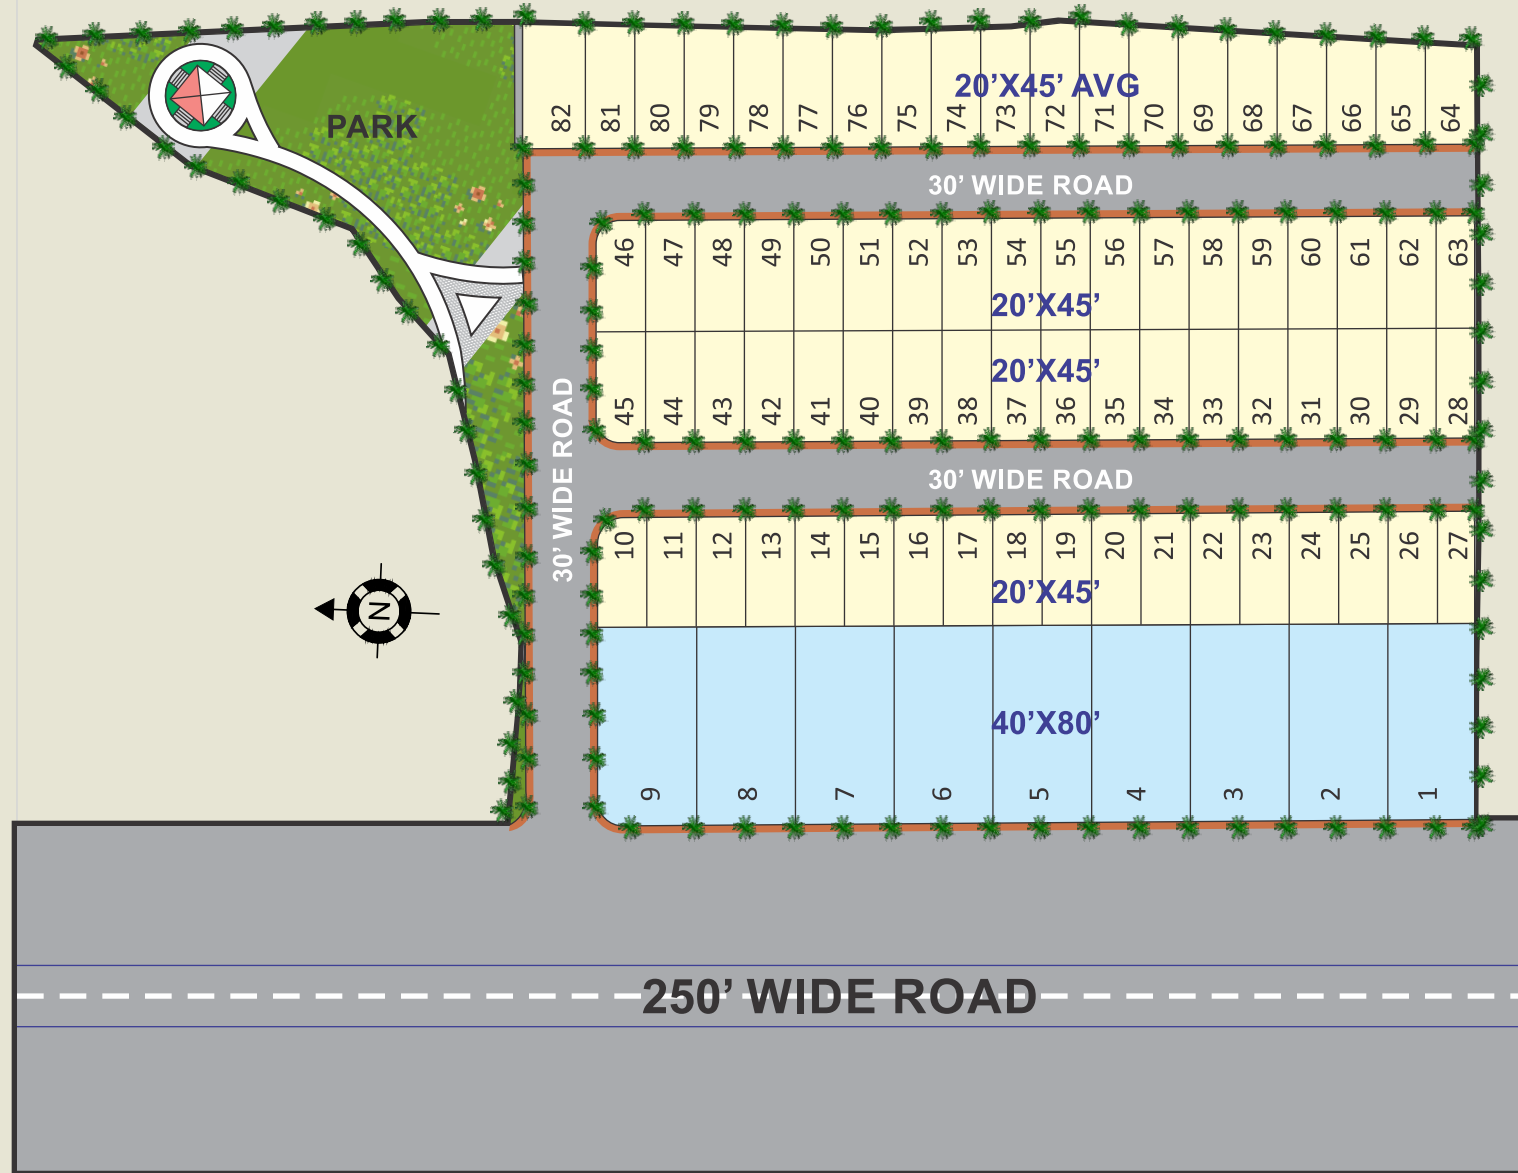 PARK
20’X45’ AVG
82 81 80 79 78 77 76 75 74 73 72 71 70 69 68 67 66 65 64
30’ WIDE ROAD
46 47 48 49 50 51 52 53 54 55 56 57 58 59 60 61 62 63
20’X45’
20’X45’
45 44 43 42 41 40 39 38 37 36 35 34 33 32 31 30 29 28
30’ WIDE ROAD
30’ WIDE ROAD
10 11 12 13 14 15 16 17 18 19 20 21 22 23 24 25 26 27
20’X45’
N
40’X80’
9 8 7 6 5 4 3 2 1
250’ WIDE ROAD